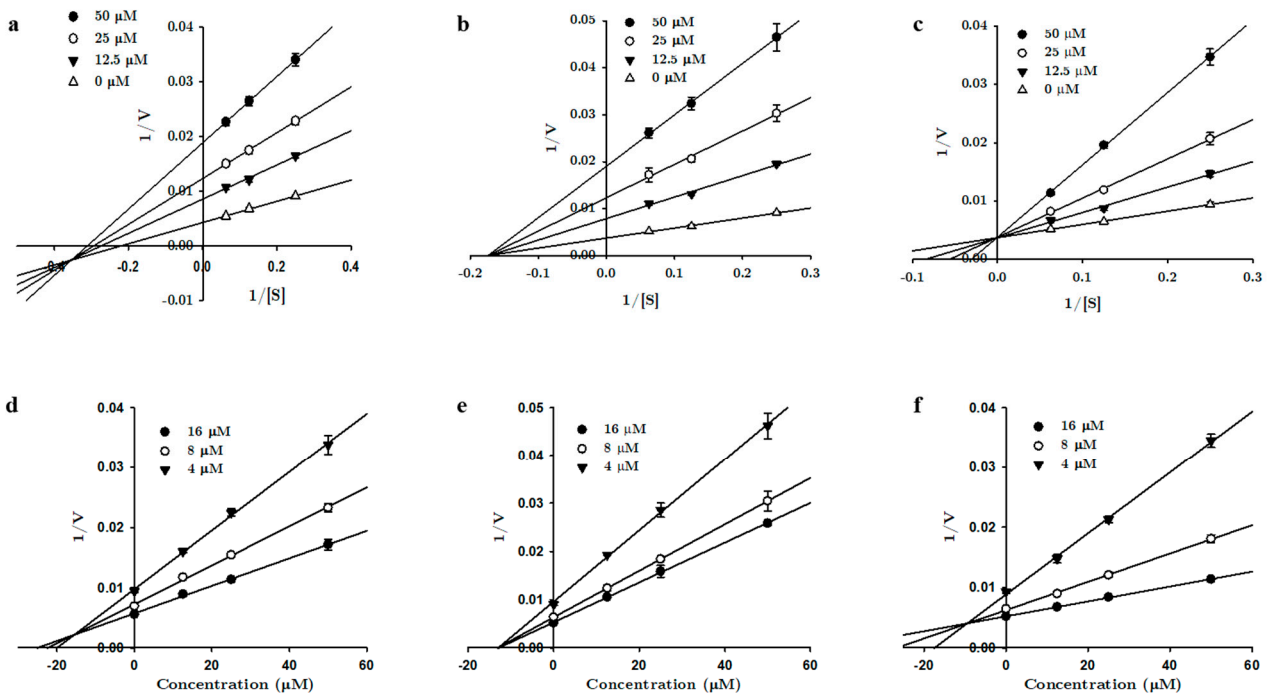 a
50 µM
25 µM
12.5 µM
0 µM
0.04
0.03
0.02
0.01
0.00
-0.01
1/V
-0.4
-0.2
0.0
0.2
0.4
1/[S]
b
50 µM
25 µM
12.5 µM
0 µM
0.05
0.04
0.03
0.02
0.01
0.00
1/V
-0.2
-0.1
0.0
0.1
0.2
0.3
1/[S]
c
50 µM
25 µM
12.5 µM
0 µM
0.04
0.03
0.02
0.01
0.00
1/V
-0.1
0.0
0.1
0.2
0.3
1/[S]
d
16 µM
8 µM
4 µM
0.04
0.03
0.02
0.01
0.00
1/V
-20
0
20
40
60
Concentration (µM)
e
16 µM
8 µM
4 µM
0.05
0.04
0.03
0.02
0.01
0.00
1/V
-20
0
20
40
60
Concentration (µM)
f
16 µM
8 µM
4 µM
0.04
0.03
0.02
0.01
0.00
1/V
-20
0
20
40
60
Concentration (µM)